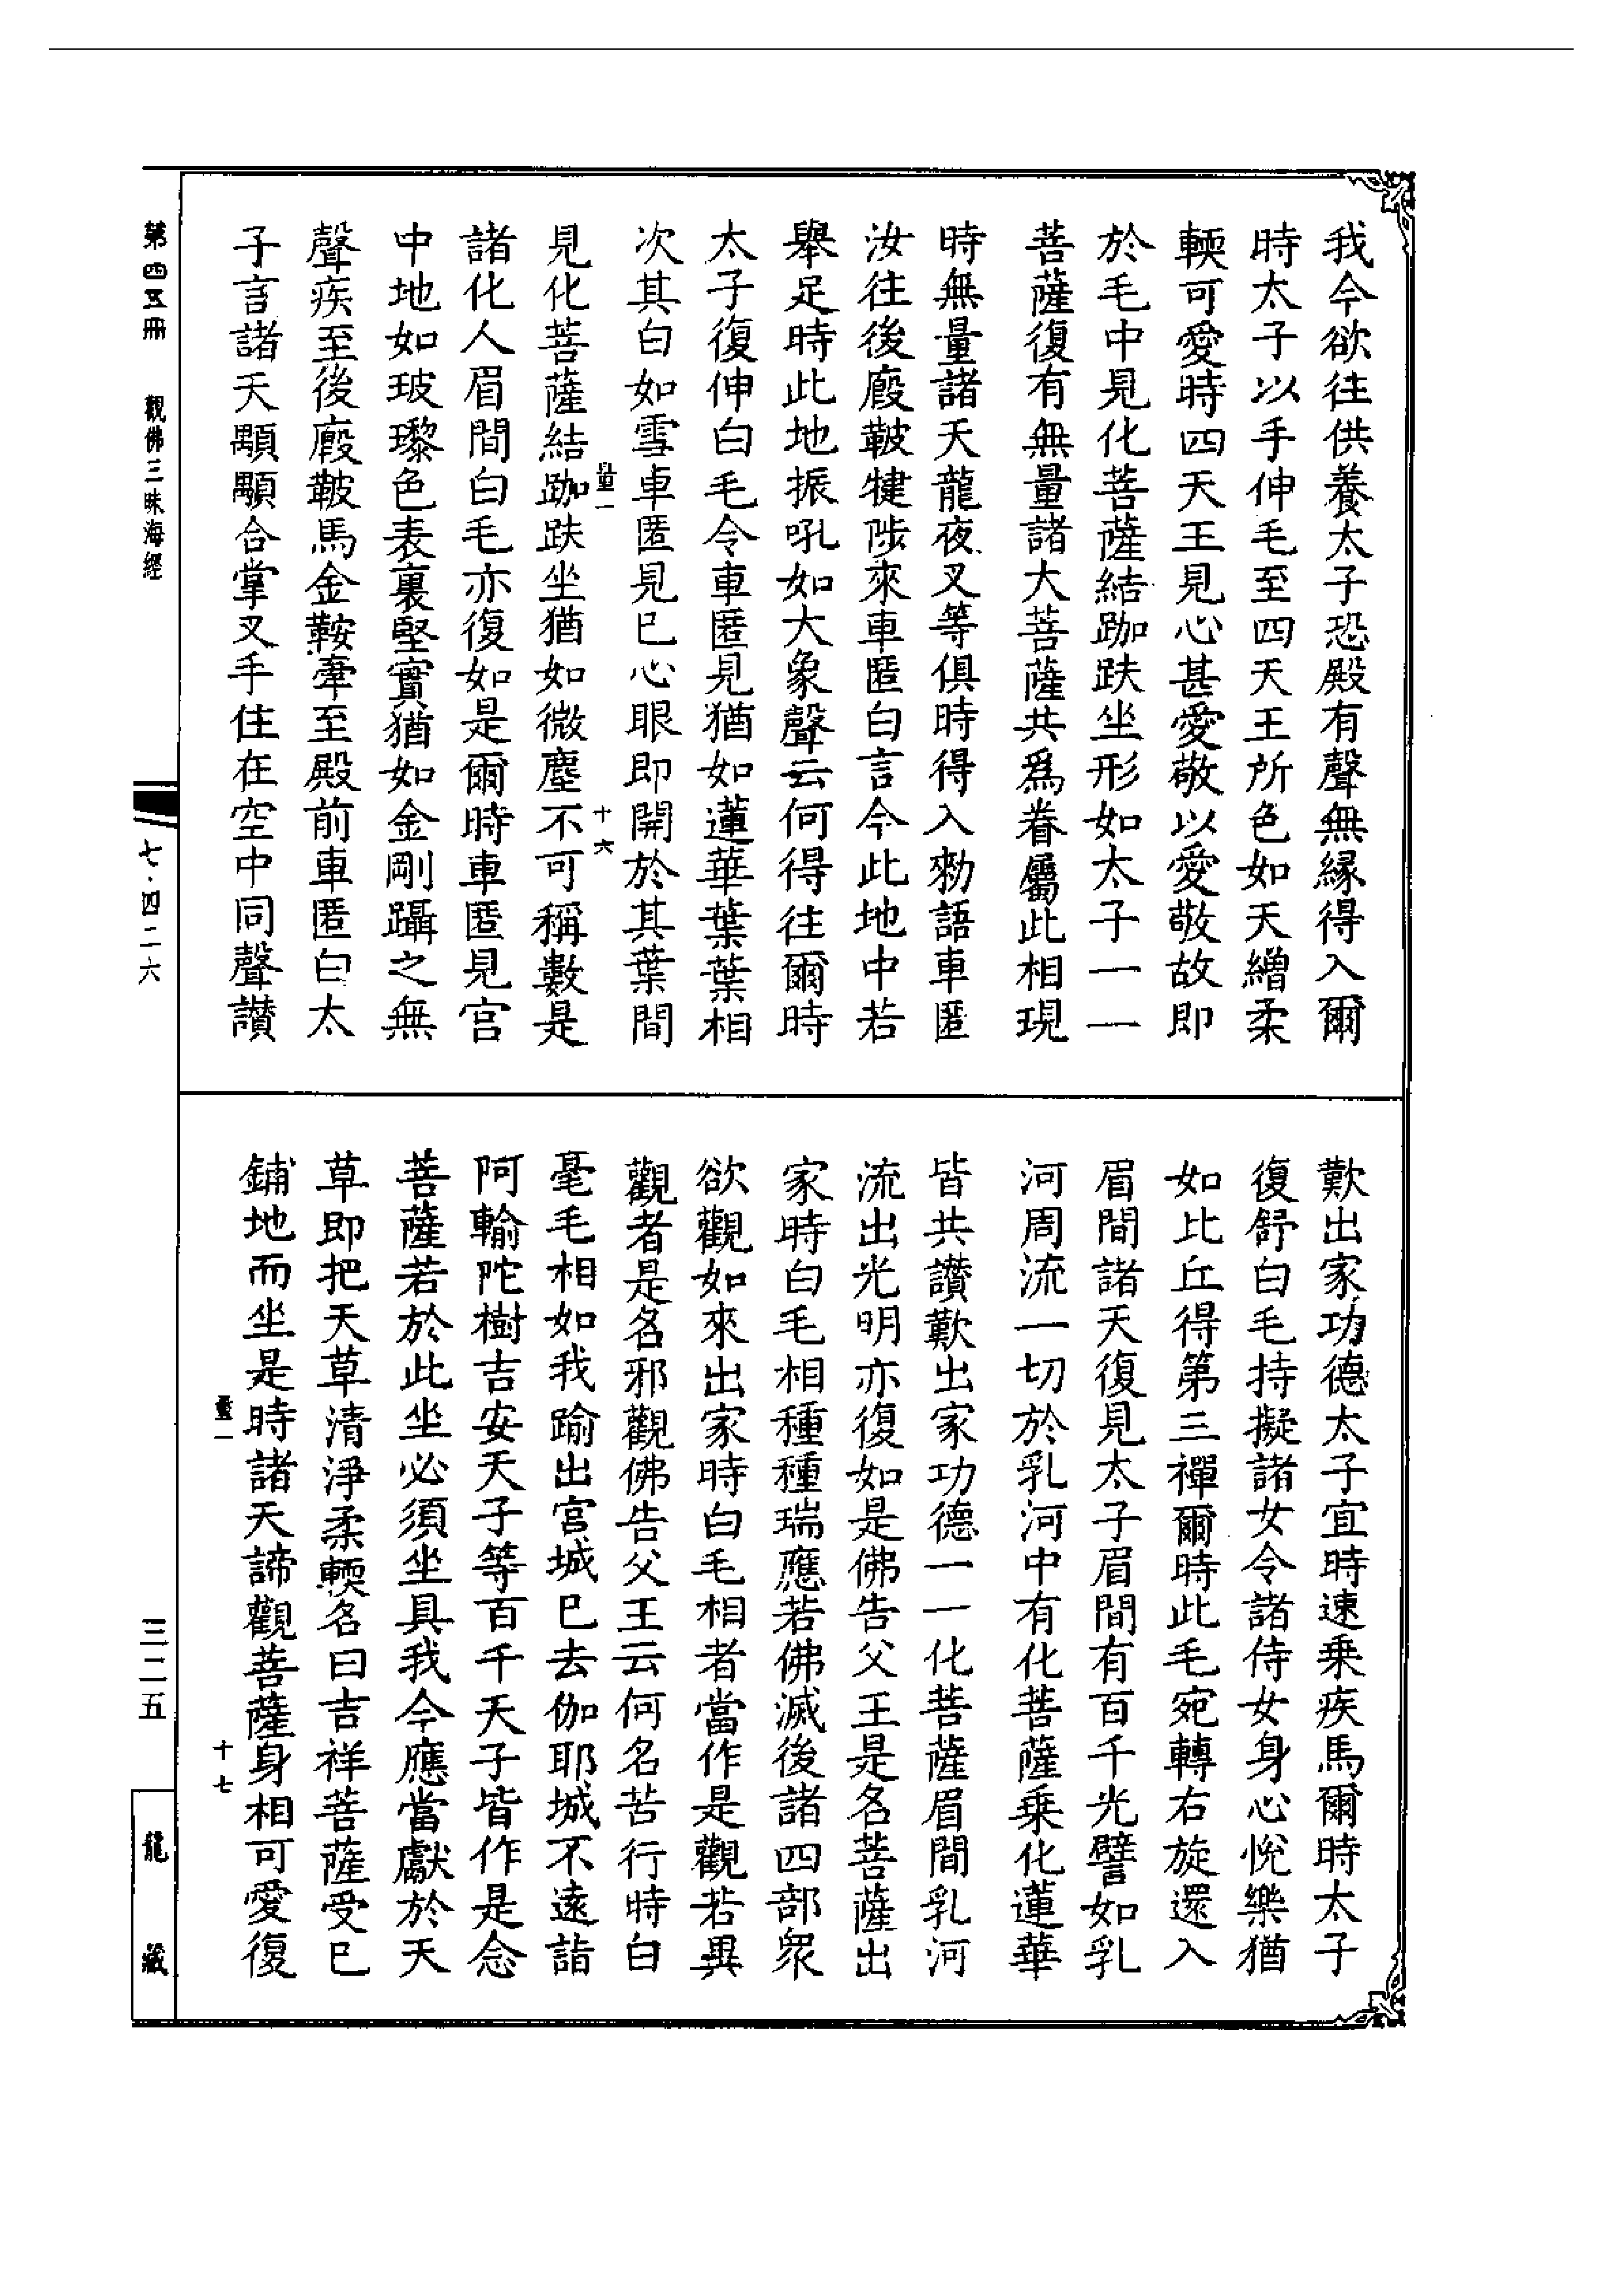 我今欲往供養太子恐殿有聲無緣得入爾
時太子以手伸毛至四天王所色如天繒柔
輭可愛時四天王見心甚愛敬以愛敬故即
於毛中見化菩薩結跏趺坐形如太子一一
菩薩復有無量諸大菩薩共爲眷屬此相現
時無量諸天龍夜叉等俱時得入勑語車匿
汝往後廄鞁犍陟來車匿白言今此地中若
舉足時此地振吼如大象聲云何得往爾時
太子復伸白毛令車匿見猶如蓮華葉葉相
次其白如雪車匿見已心眼即開於其葉間
見化菩薩結跏趺坐猶如微塵不可稱數是
諸化人眉間白毛亦復如是爾時車匿見宮
中地如玻瓈色表裏堅實猶如金剛躡之無
聲疾至後廄鞁馬金鞍牽至殿前車匿白太
子言諸天顒顒合掌叉手住在空中同聲讃
歎出家功德太子宜時速乗疾馬爾時太子
復舒白毛持擬諸女令諸侍女身心悅樂猶
如比丘得第三禪爾時此毛宛轉右旋還入
眉間諸天復見太子眉間有百千光譬如乳
河周流一切於乳河中有化菩薩乗化蓮華
皆共讃歎出家功德一一化菩薩眉間乳河
流出光明亦復如是佛告父王是名菩薩出
家時白毛相種種瑞應若佛滅後諸四部衆
欲觀如來出家時白毛相者當作是觀若異
觀者是名邪觀佛告父王云何名苦行時白
毫毛相如我踰出宮城已去伽耶城不遠詣
阿輸陀樹吉安天子等百千天子皆作是念
菩薩若於此坐必須坐具我今應當獻於天
草即把天草清淨柔輭名曰吉祥菩薩受已
鋪地而坐是時諸天諦觀菩薩身相可愛復
十六
十七
第四五冊　觀佛三昧海經
七·四二六
三二五
龍藏